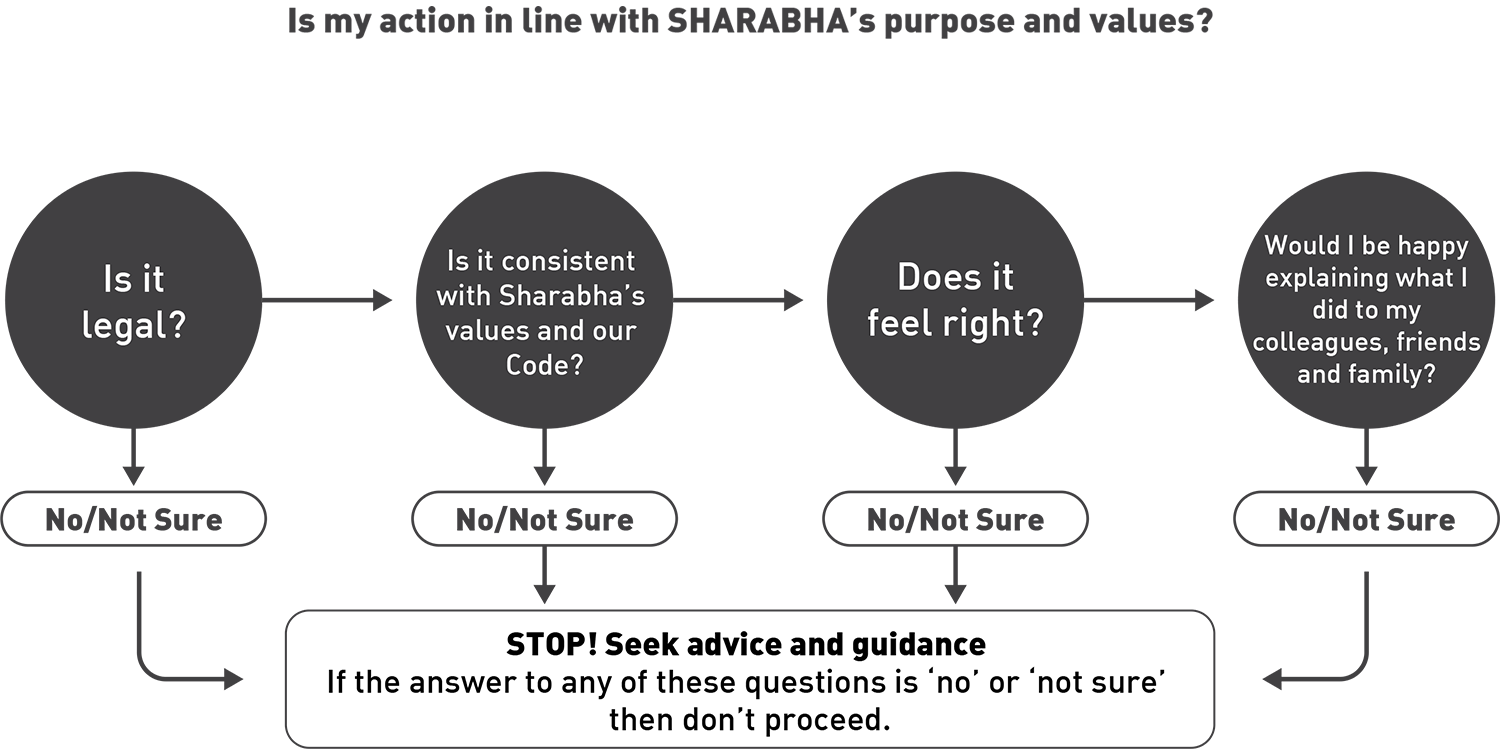 Is my action in line with SHARABHA’s purpose and values?
Is it
legal?
Is it consistent
with Sharabha’s
values and our
Code?
Does it
feel right?
Would I be happy
explaining what I
did to my
colleagues, friends
and family?
No/Not Sure
No/Not Sure
No/Not Sure
No/Not Sure
STOP! Seek advice and guidance
If the answer to any of these questions is ‘no’ or ‘not sure’
then don’t proceed.